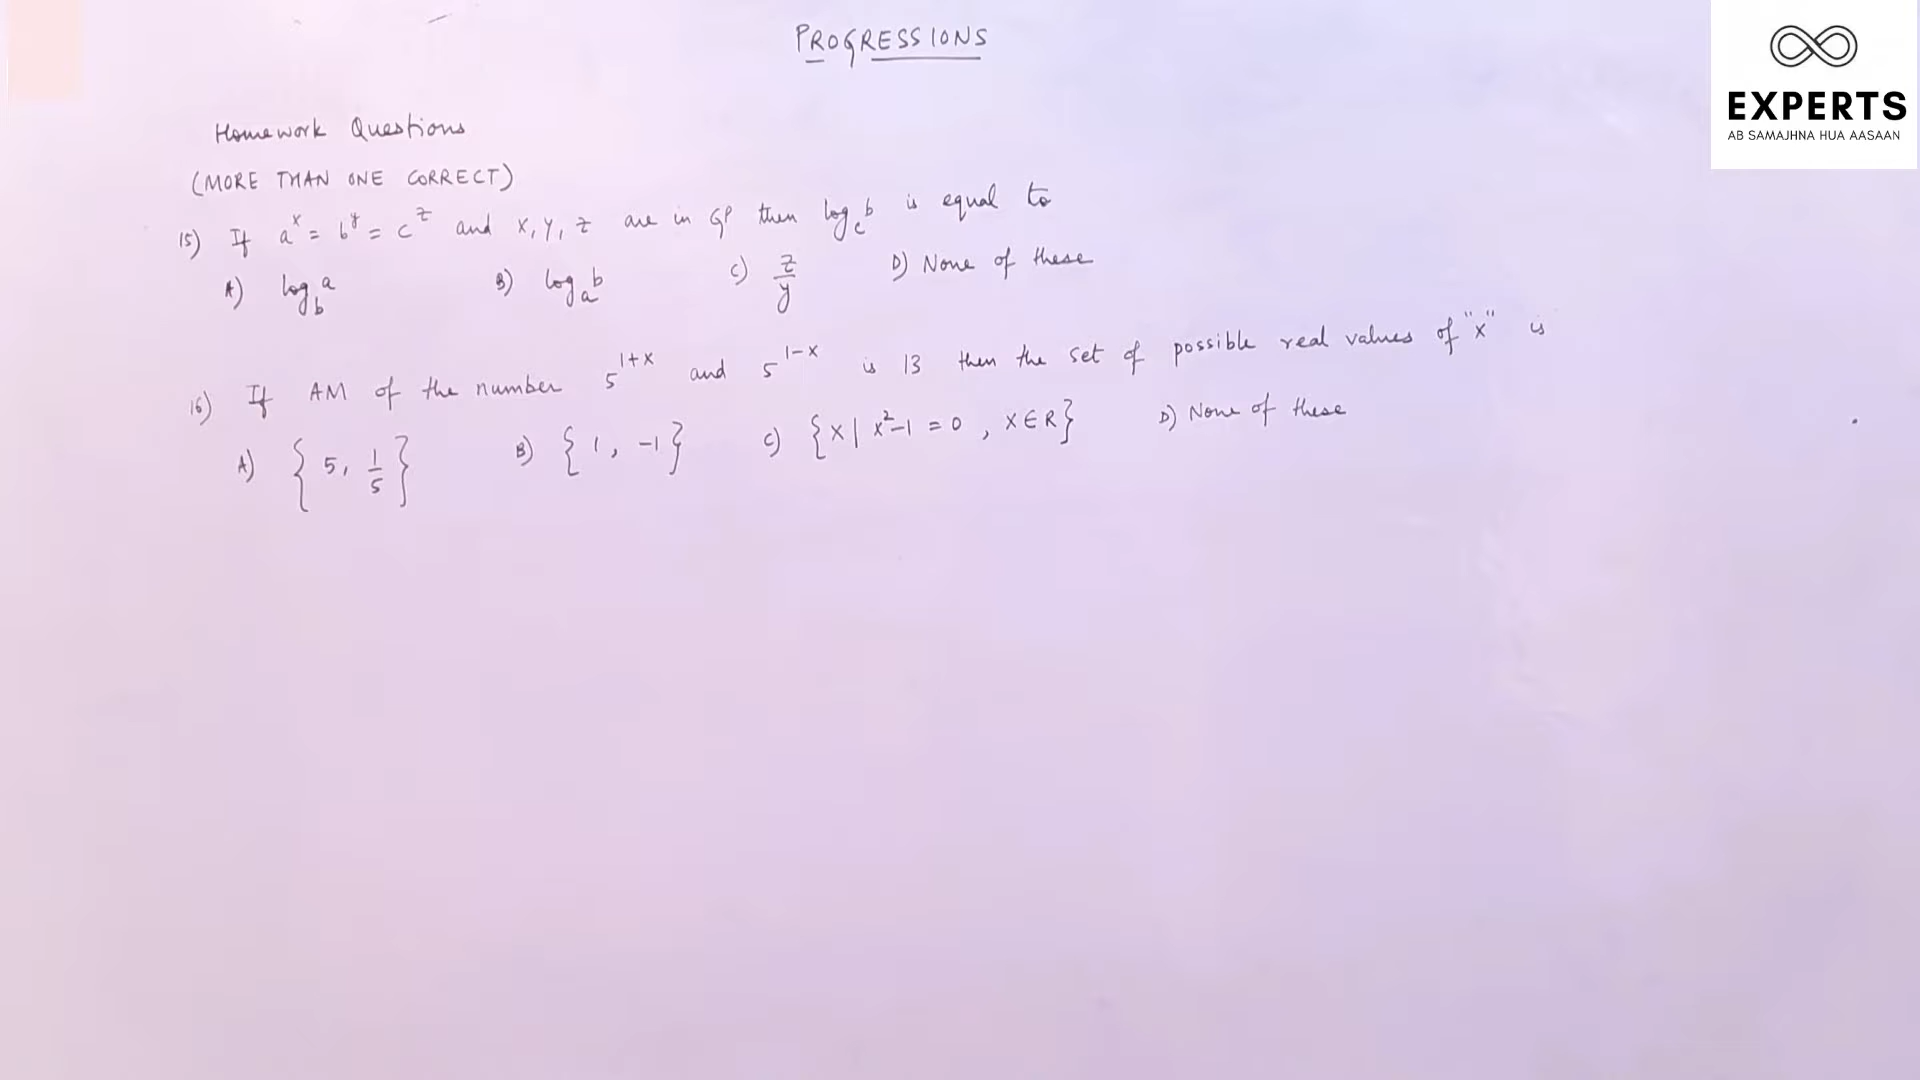 PROGRESSIONS
EXPERTS
AB SAMAJHNA HUA AASAAN
Homework Questions
(MORE THAN ONE CORRECT)
15) If a^x = b^y = c^z and x, y, z are in GP then log_c b is equal to
A) log_b a B) log_a b C) z/y D) None of these
16) If AM of the number 5^(1+x) and 5^(1-x) is 13 then the set of possible real values of "x" is
A) {5, 1/5} B) {1, -1} C) {x | x²-1 = 0, x∈R} D) None of these